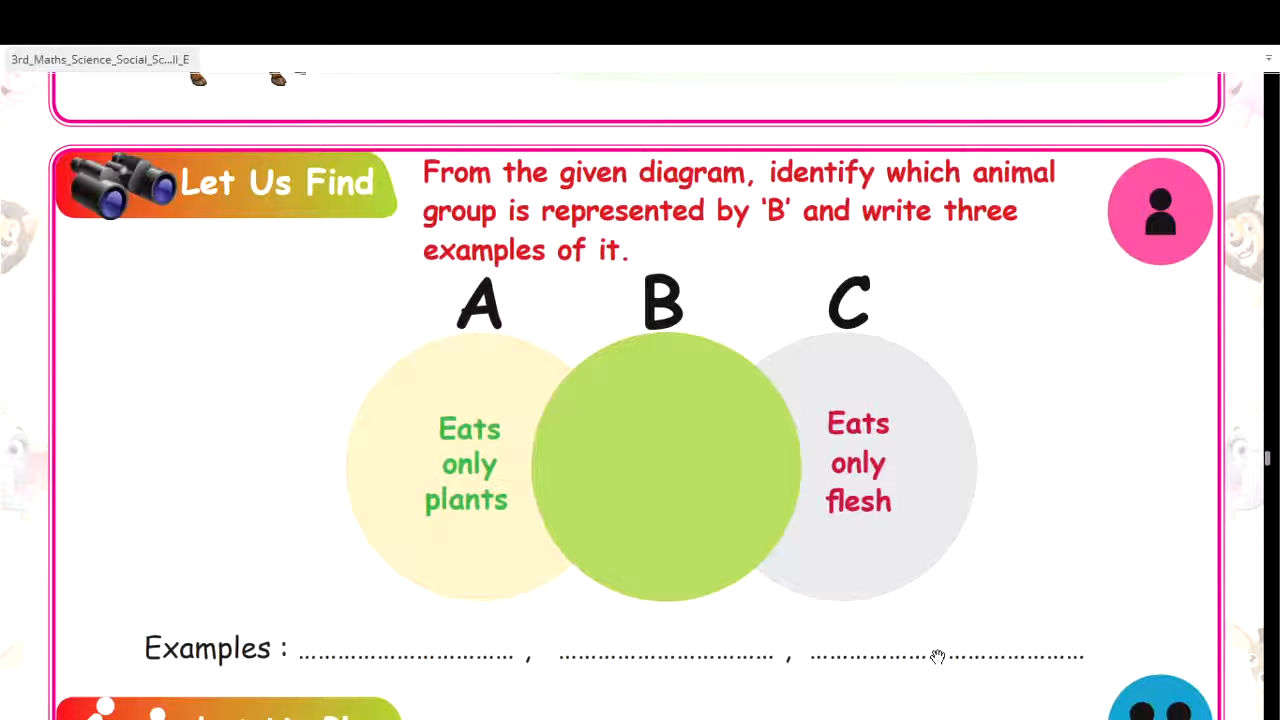 3rd_Maths_Science_Social_Sc...ll_E
Let Us Find
From the given diagram, identify which animal
group is represented by ‘B’ and write three
examples of it.
A B C
Eats
only
plants
Eats
only
flesh
Examples : ................................. , ................................. , ..........................................